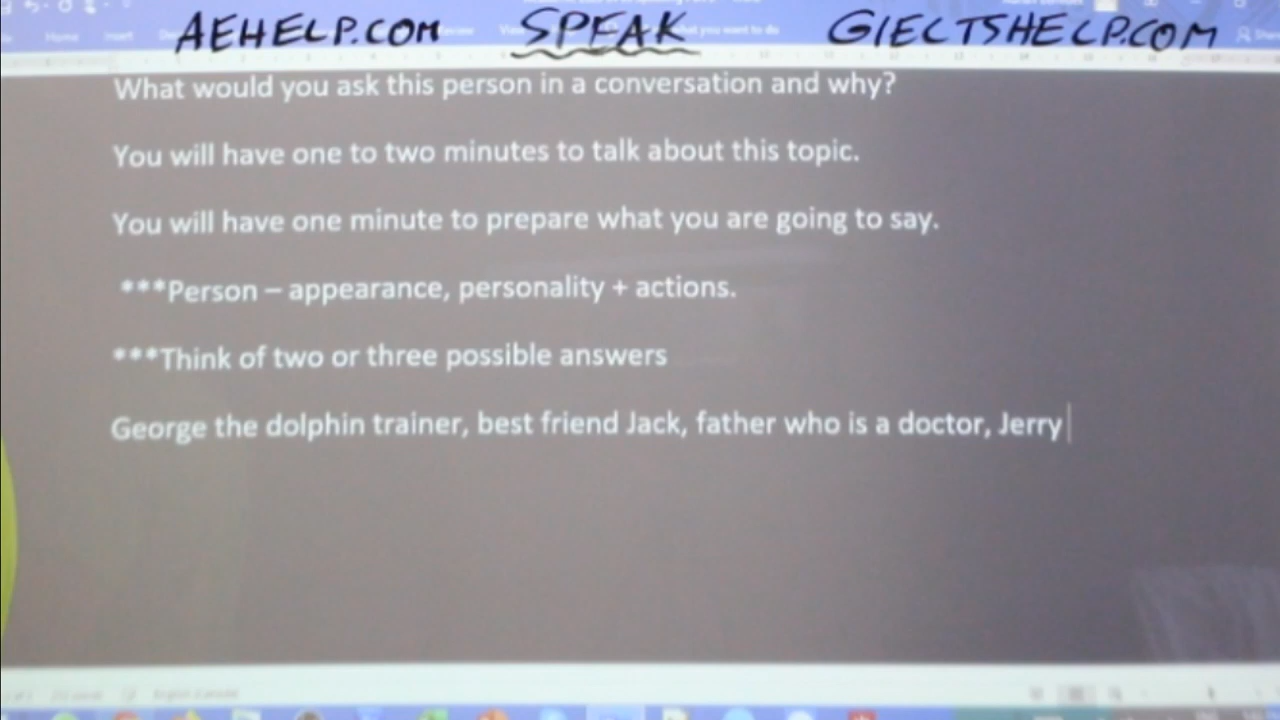 AEHELP.COM SPEAK GIELTSHELP.COM
Home Insert
What would you ask this person in a conversation and why?
You will have one to two minutes to talk about this topic.
You will have one minute to prepare what you are going to say.
***Person – appearance, personality + actions.
***Think of two or three possible answers
George the dolphin trainer, best friend Jack, father who is a doctor, Jerry